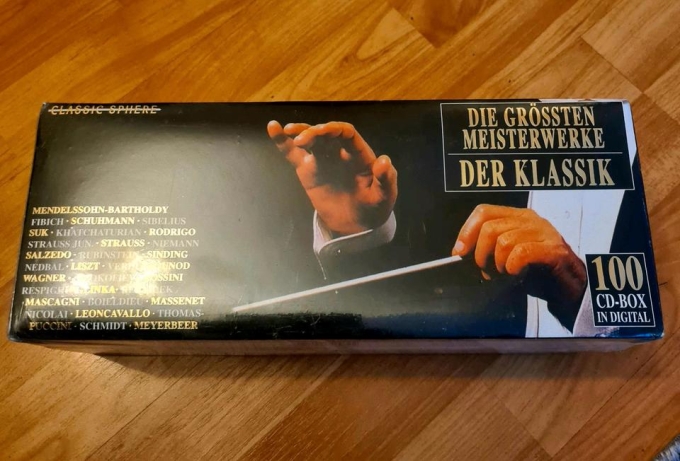 CLASSIC SPHERE
DIE GRÖSSTEN
MEISTERWERKE
DER KLASSIK
MENDELSSOHN-BARTHOLDY
FIBICH · SCHUHMANN · SIBELIUS
SUK · KHATCHATURIAN · RODRIGO
STRAUSS JUN. · STRAUSS · NIEMANN
SALZEDO · RUBINSTEIN · SINDING
NEDBAL · LISZT ·
WAGNER ·
RESPIGHI ·
MASCAGNI · BOIELDIEU · MASSENET
NICOLAI · LEONCAVALLO · THOMAS
PUCCINI · SCHMIDT · MEYERBEER
100
CD-BOX
IN DIGITAL